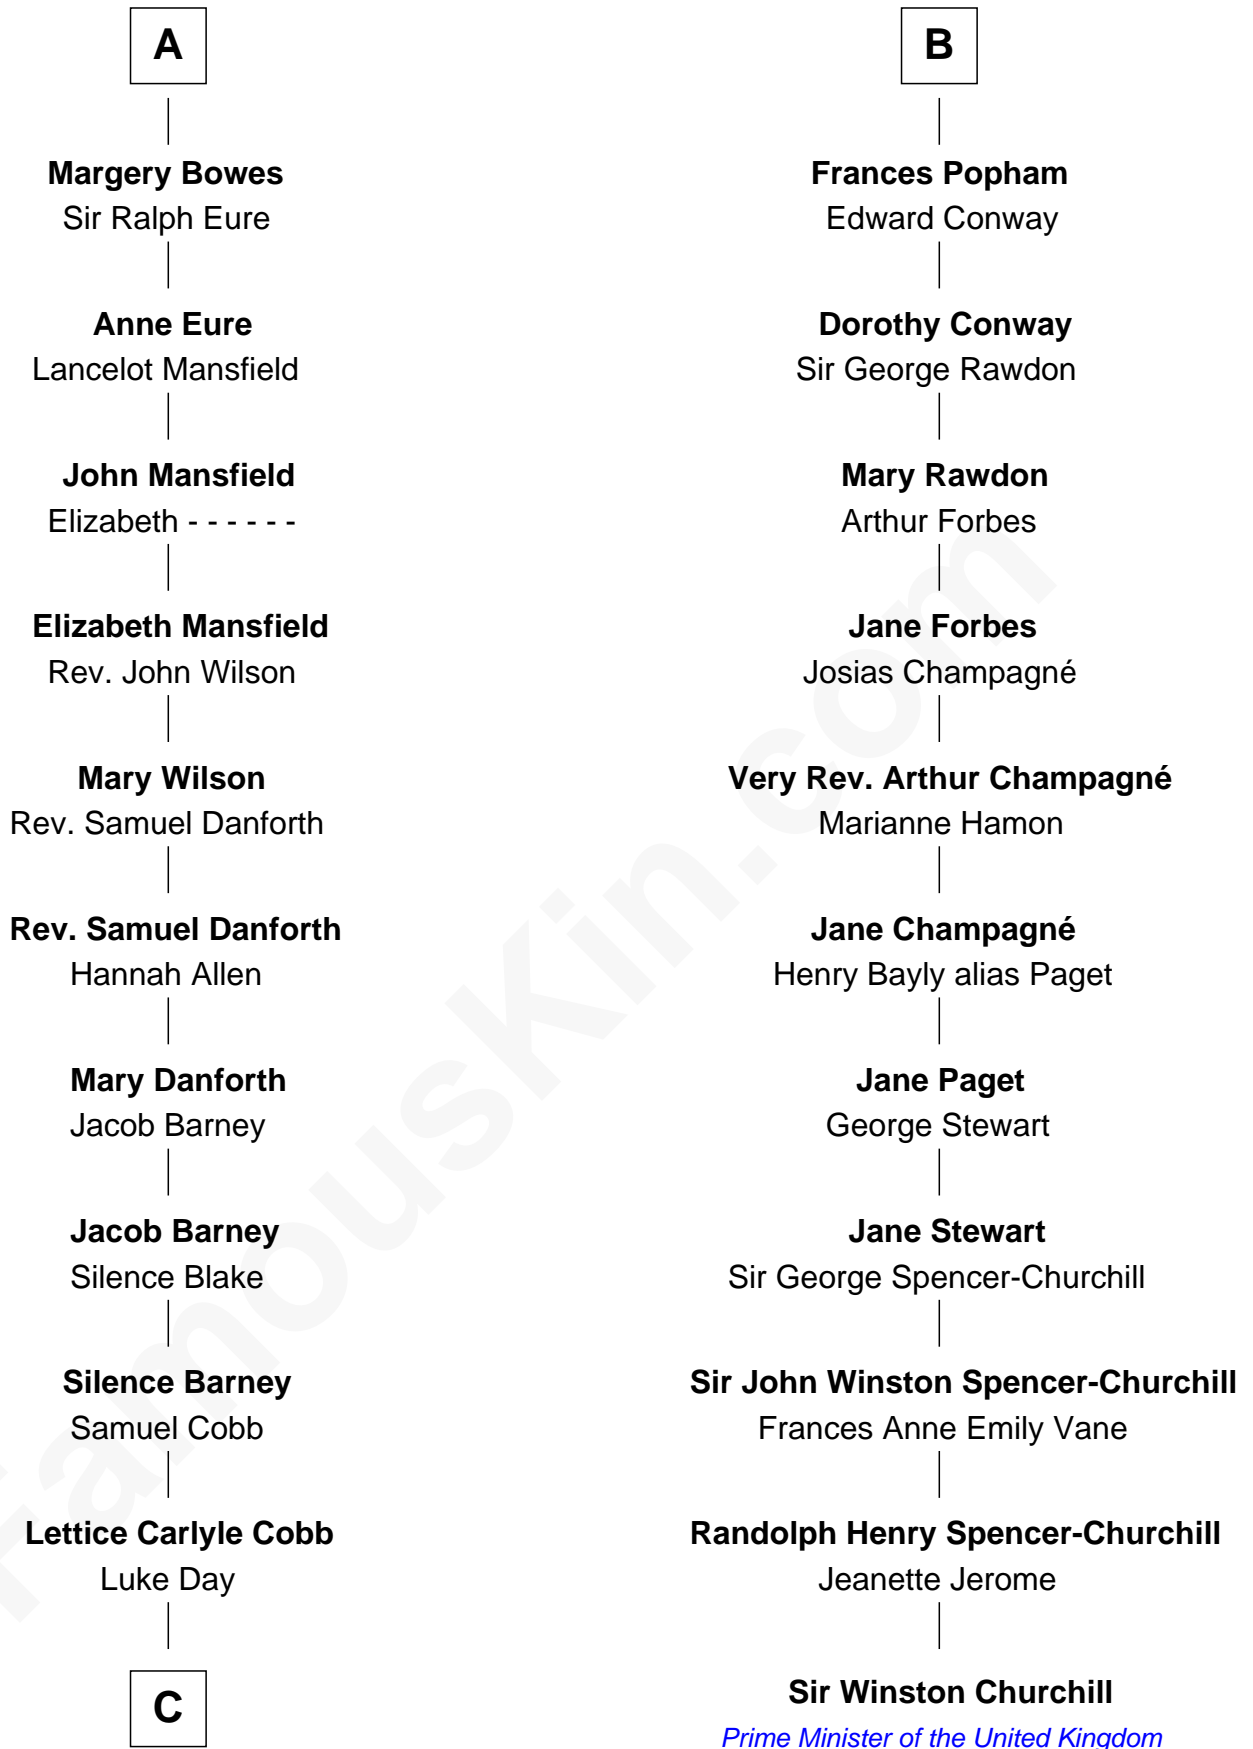 A
Margery Bowes
Sir Ralph Eure
Anne Eure
Lancelot Mansfield
John Mansfield
Elizabeth - - - - - -
Elizabeth Mansfield
Rev. John Wilson
Mary Wilson
Rev. Samuel Danforth
Rev. Samuel Danforth
Hannah Allen
Mary Danforth
Jacob Barney
Jacob Barney
Silence Blake
Silence Barney
Samuel Cobb
Lettice Carlyle Cobb
Luke Day
C
B
Frances Popham
Edward Conway
Dorothy Conway
Sir George Rawdon
Mary Rawdon
Arthur Forbes
Jane Forbes
Josias Champagné
Very Rev. Arthur Champagné
Marianne Hamon
Jane Champagné
Henry Bayly alias Paget
Jane Paget
George Stewart
Jane Stewart
Sir George Spencer-Churchill
Sir John Winston Spencer-Churchill
Frances Anne Emily Vane
Randolph Henry Spencer-Churchill
Jeanette Jerome
Sir Winston Churchill
Prime Minister of the United Kingdom
FamousKin.com